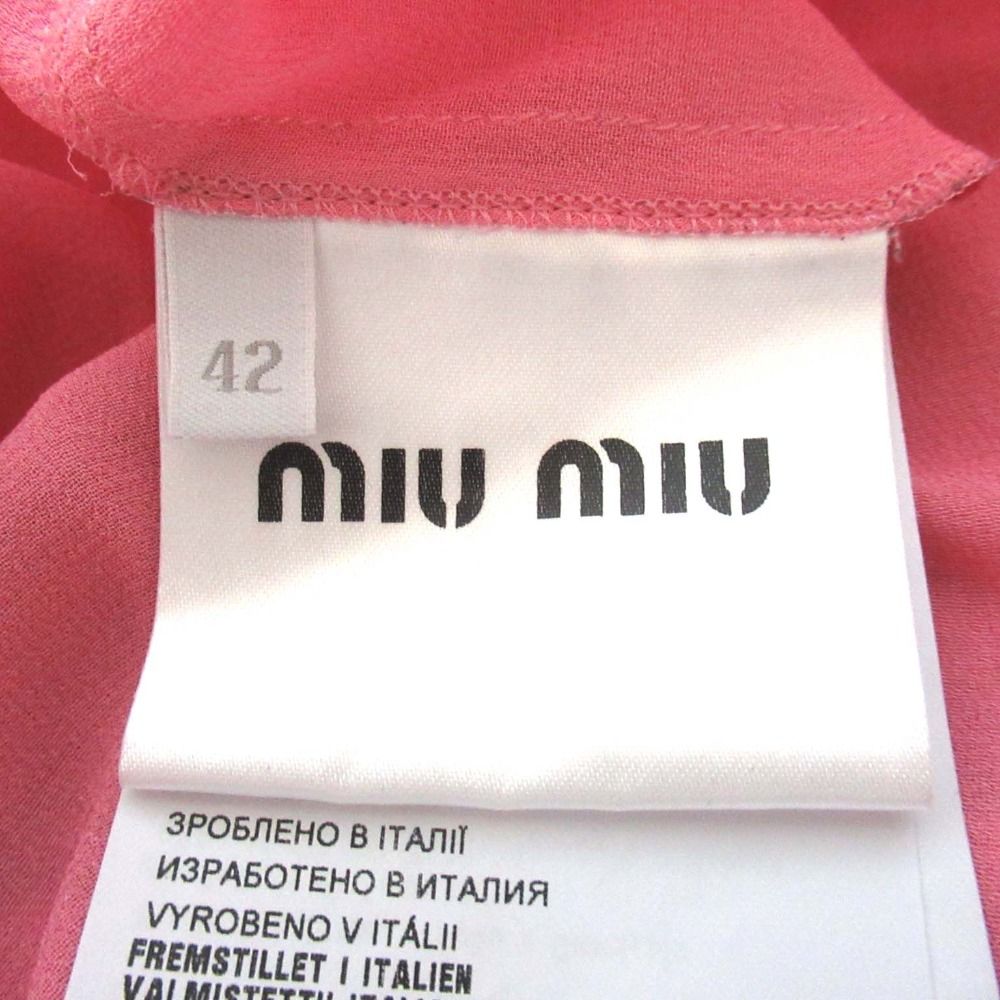 42
miu miu
ЗРОБЛЕНО В ІТАЛІЇ
ИЗРАБОТЕНО В ИТАЛИЯ
VYROBENO V ITÁLII
FREMSTILLET I ITALIEN